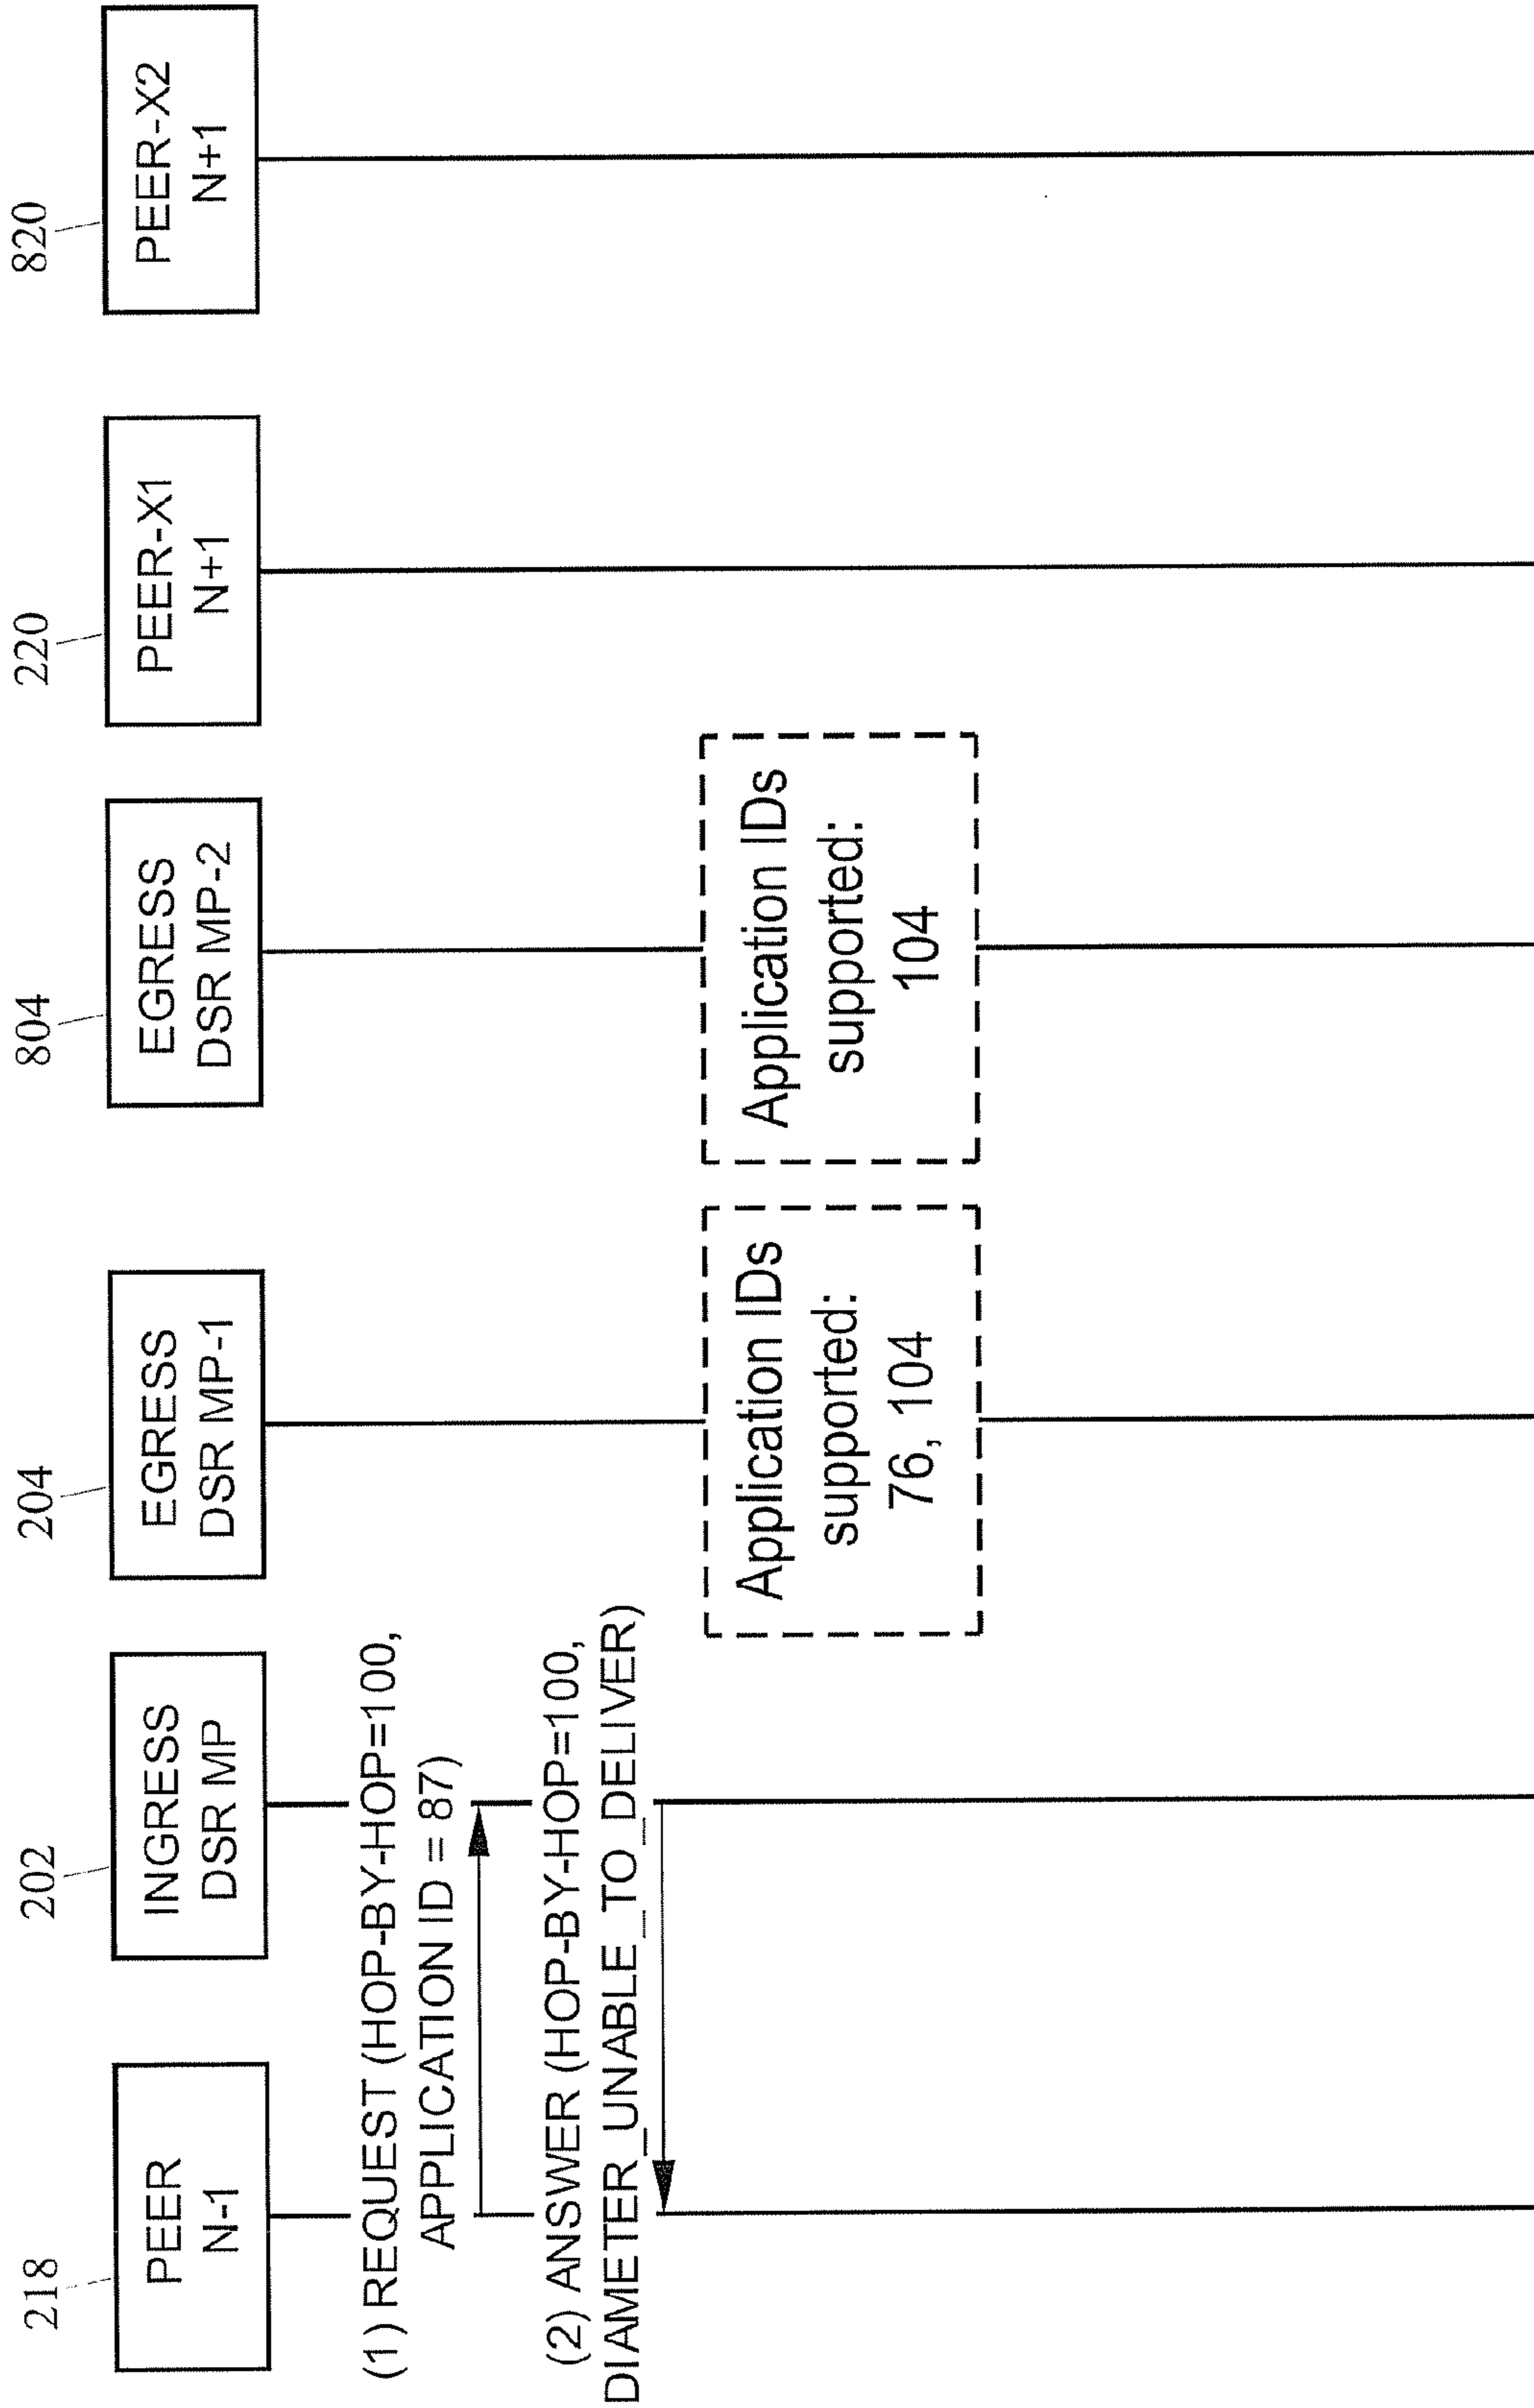 218
202
204
804
220
820
PEER
N-1
INGRESS
DSR MP
EGRESS
DSR MP-1
EGRESS
DSR MP-2
PEER-X1
N+1
PEER-X2
N+1
(1) REQUEST (HOP-BY-HOP=100,
APPLICATION ID = 87)
(2) ANSWER (HOP-BY-HOP=100,
DIAMETER_UNABLE_TO_DELIVER)
Application IDs
supported:
76, 104
Application IDs
supported:
104